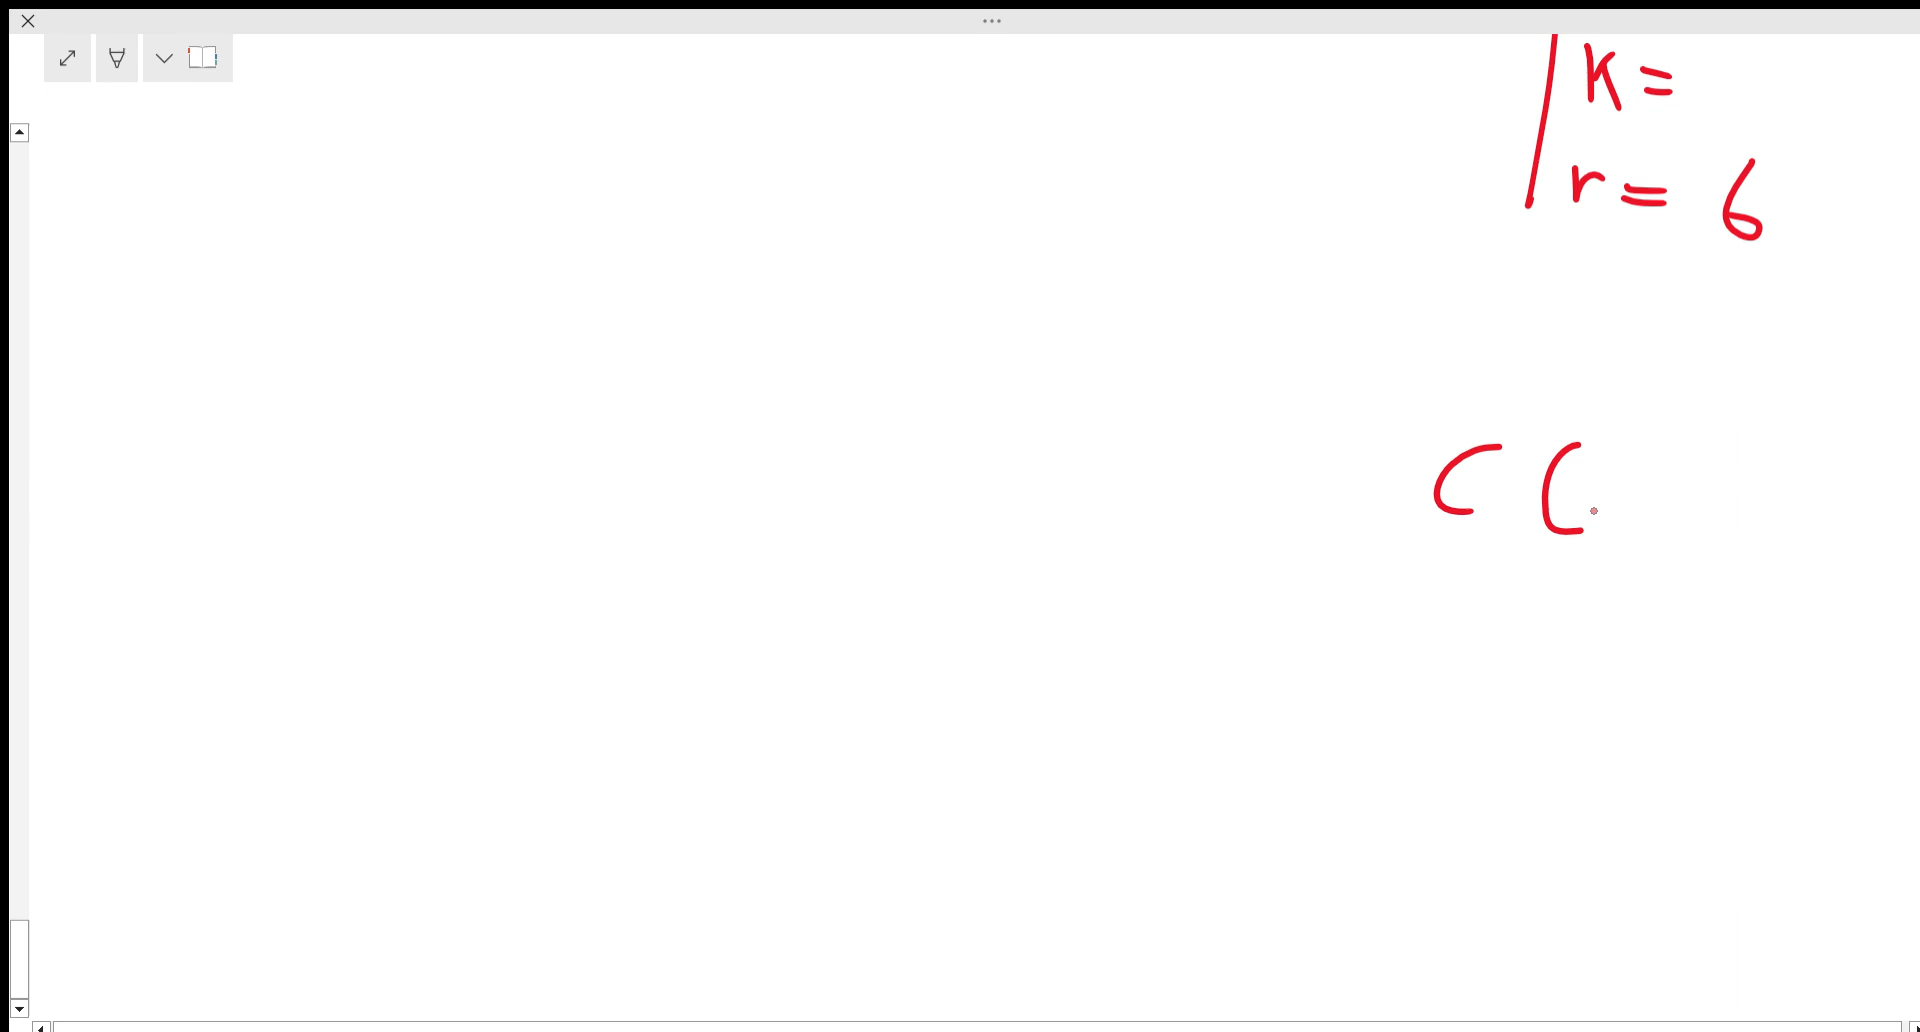 K =
r = 6
C (